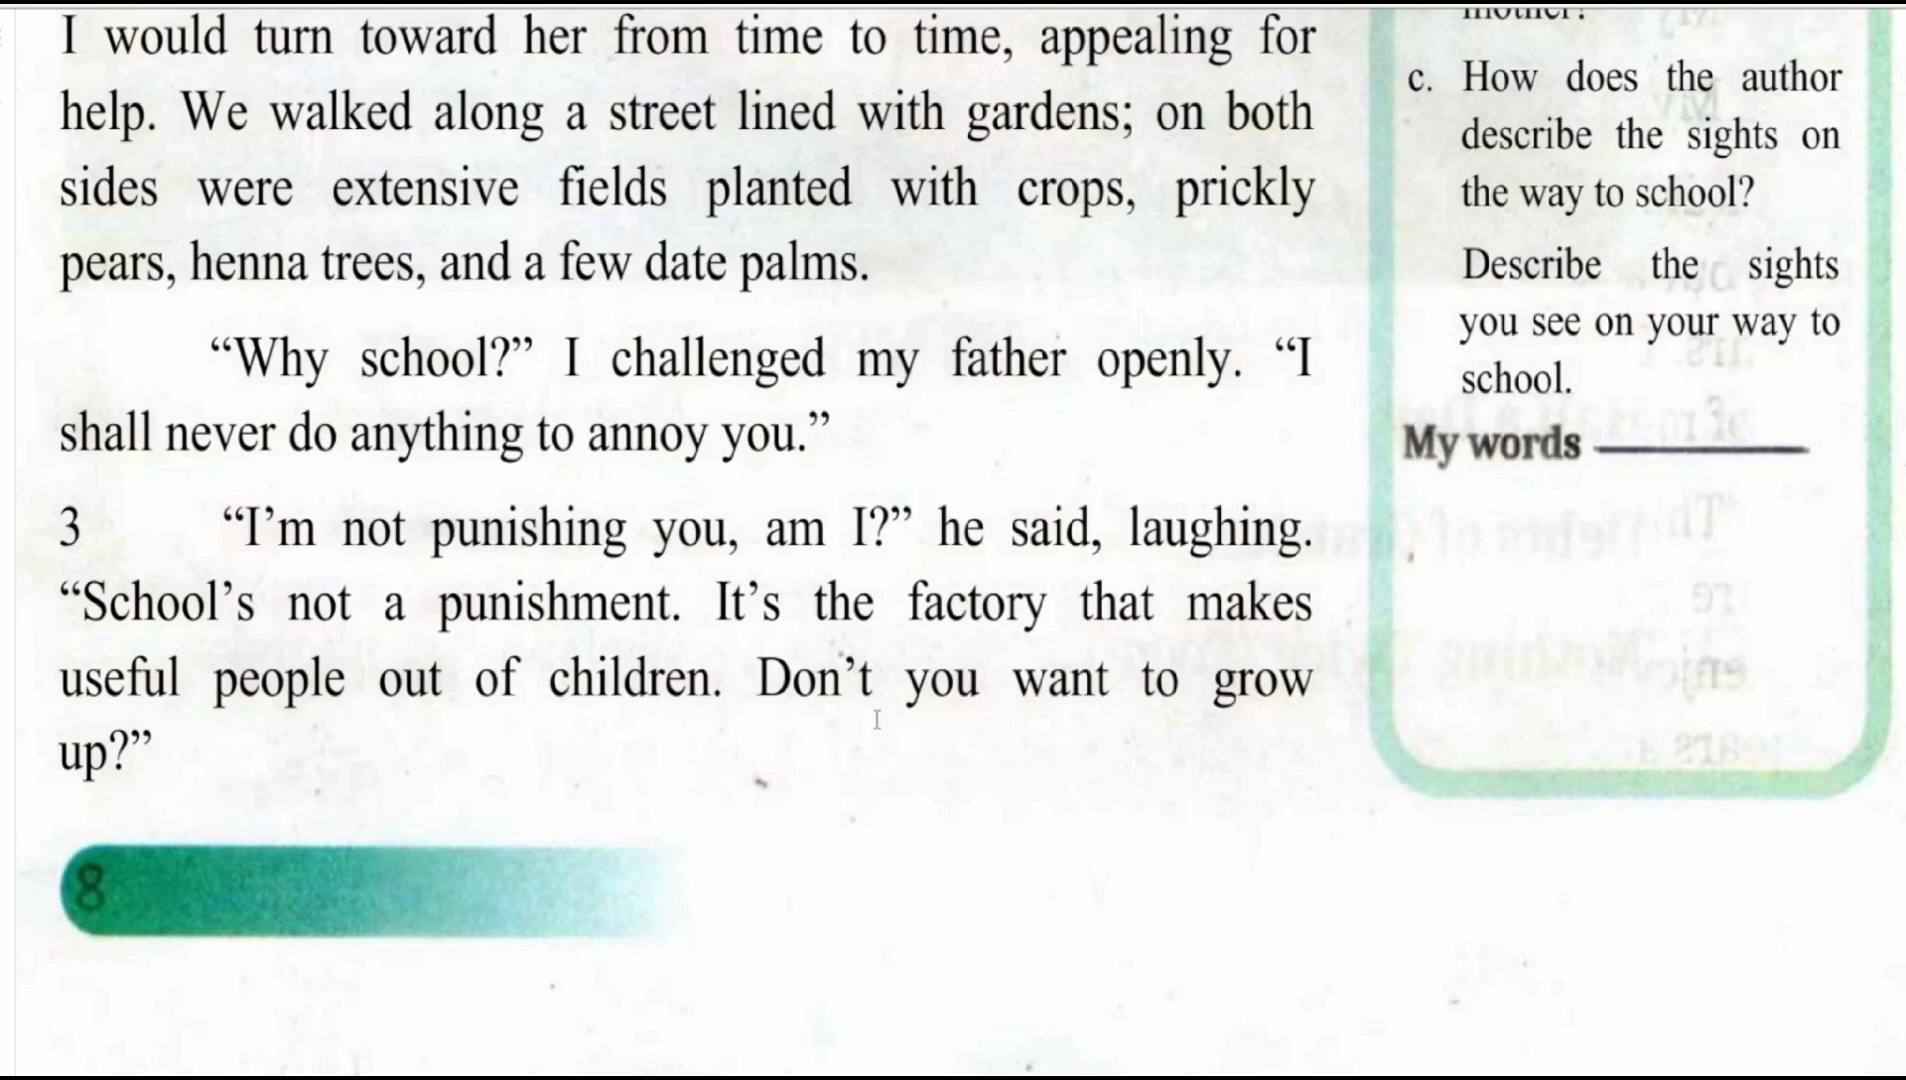 I would turn toward her from time to time, appealing for
help. We walked along a street lined with gardens; on both
sides were extensive fields planted with crops, prickly
pears, henna trees, and a few date palms.
“Why school?” I challenged my father openly. “I
shall never do anything to annoy you.”
3 “I’m not punishing you, am I?” he said, laughing.
“School’s not a punishment. It’s the factory that makes
useful people out of children. Don’t you want to grow
up?”
8
mother?
c. How does the author
describe the sights on
the way to school?
Describe the sights
you see on your way to
school.
My words